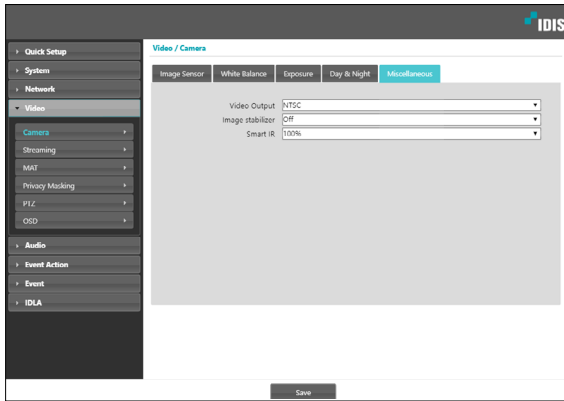 IDIS
Quick Setup
System
Network
Video
Camera
Streaming
MAT
Privacy Masking
PTZ
OSD
Audio
Event Action
Event
IDLA
Video / Camera
Image Sensor White Balance Exposure Day & Night Miscellaneous
Video Output NTSC
Image stabilizer Off
Smart IR 100%
Save